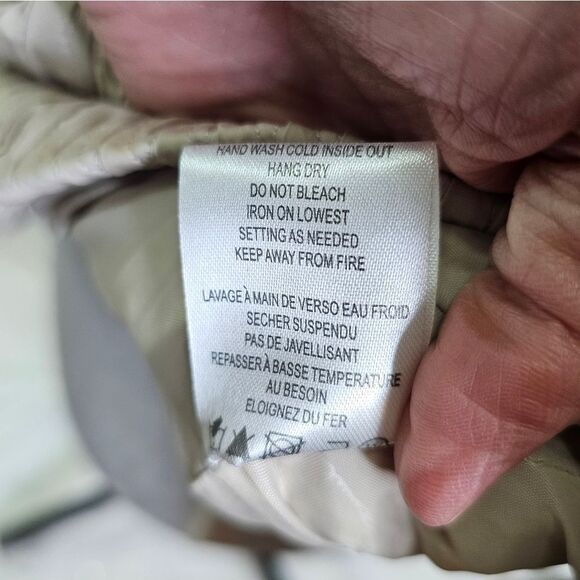 HAND WASH COLD INSIDE OUT
HANG DRY
DO NOT BLEACH
IRON ON LOWEST
SETTING AS NEEDED
KEEP AWAY FROM FIRE
LAVAGE À MAIN DE VERSO EAU FROID
SECHER SUSPENDU
PAS DE JAVELLISANT
REPASSER À BASSE TEMPERATURE
AU BESOIN
ELOIGNEZ DU FER